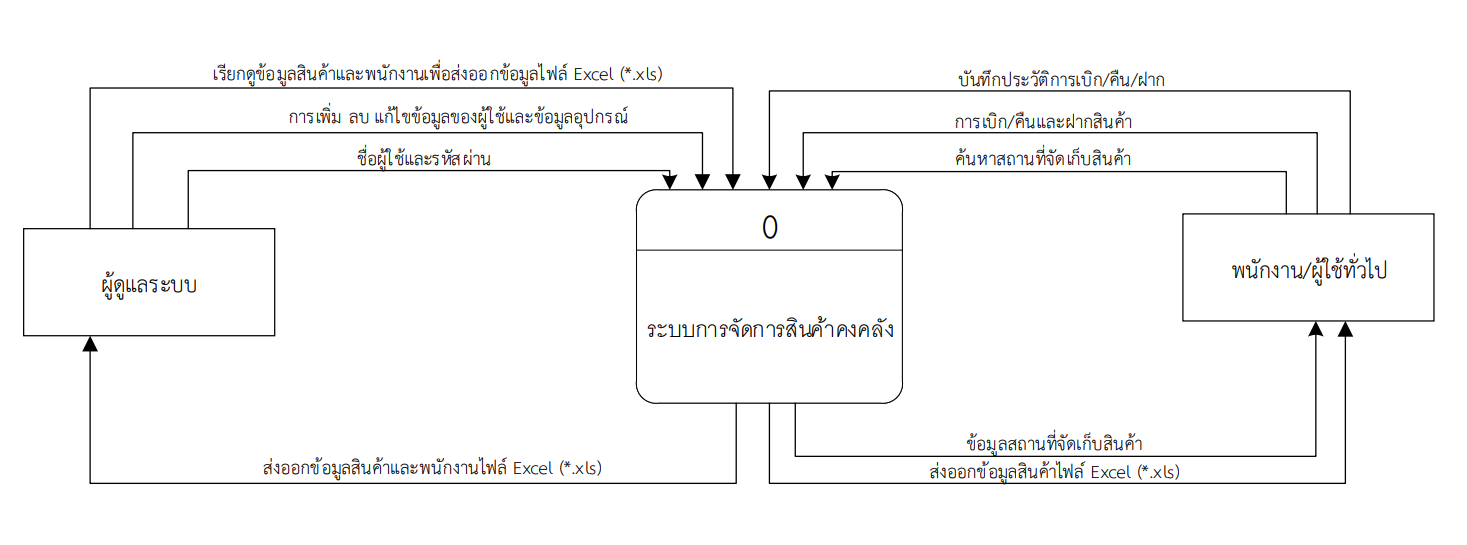 เรียกดูข้อมูลสินค้าและพนักงานเพื่อส่งออกข้อมูลไฟล์ Excel (*.xls)
บันทึกประวัติการเบิก/คืน/ฝาก
การเพิ่ม ลบ แก้ไขข้อมูลของผู้ใช้และข้อมูลอุปกรณ์
การเบิก/คืนและฝากสินค้า
ชื่อผู้ใช้และรหัสผ่าน
ค้นหาสถานที่จัดเก็บสินค้า
0
ผู้ดูแลระบบ
พนักงาน/ผู้ใช้ทั่วไป
ระบบการจัดการสินค้าคงคลัง
ข้อมูลสถานที่จัดเก็บสินค้า
ส่งออกข้อมูลสินค้าและพนักงานไฟล์ Excel (*.xls)
ส่งออกข้อมูลสินค้าไฟล์ Excel (*.xls)